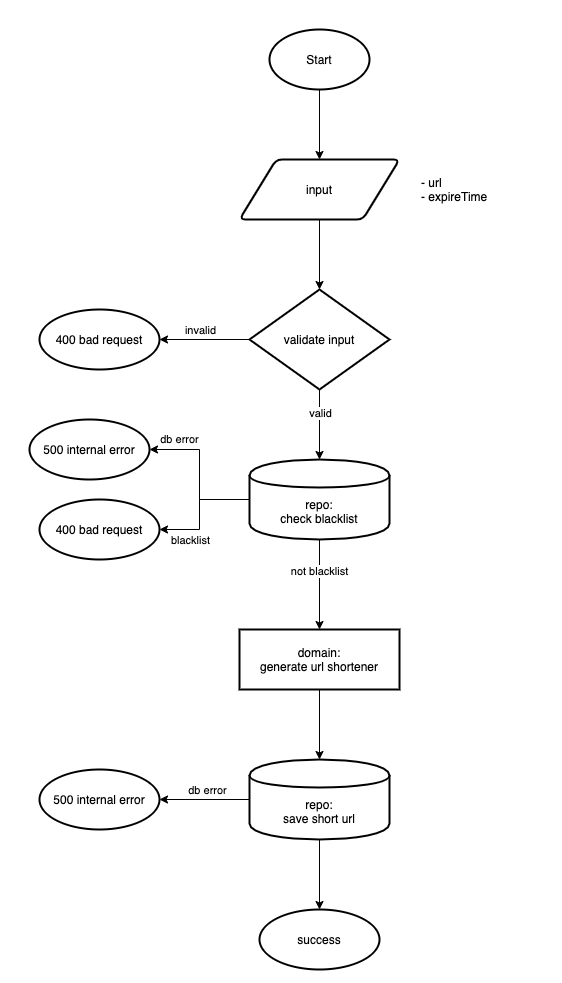 Start
input
- url
- expireTime
validate input
invalid
400 bad request
valid
500 internal error
db error
repo:
check blacklist
400 bad request
blacklist
not blacklist
domain:
generate url shortener
500 internal error
db error
repo:
save short url
success